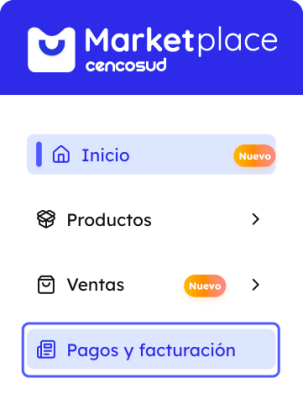 Marketplace
cencosud
Inicio Nuevo
Productos
Ventas Nuevo
Pagos y facturación